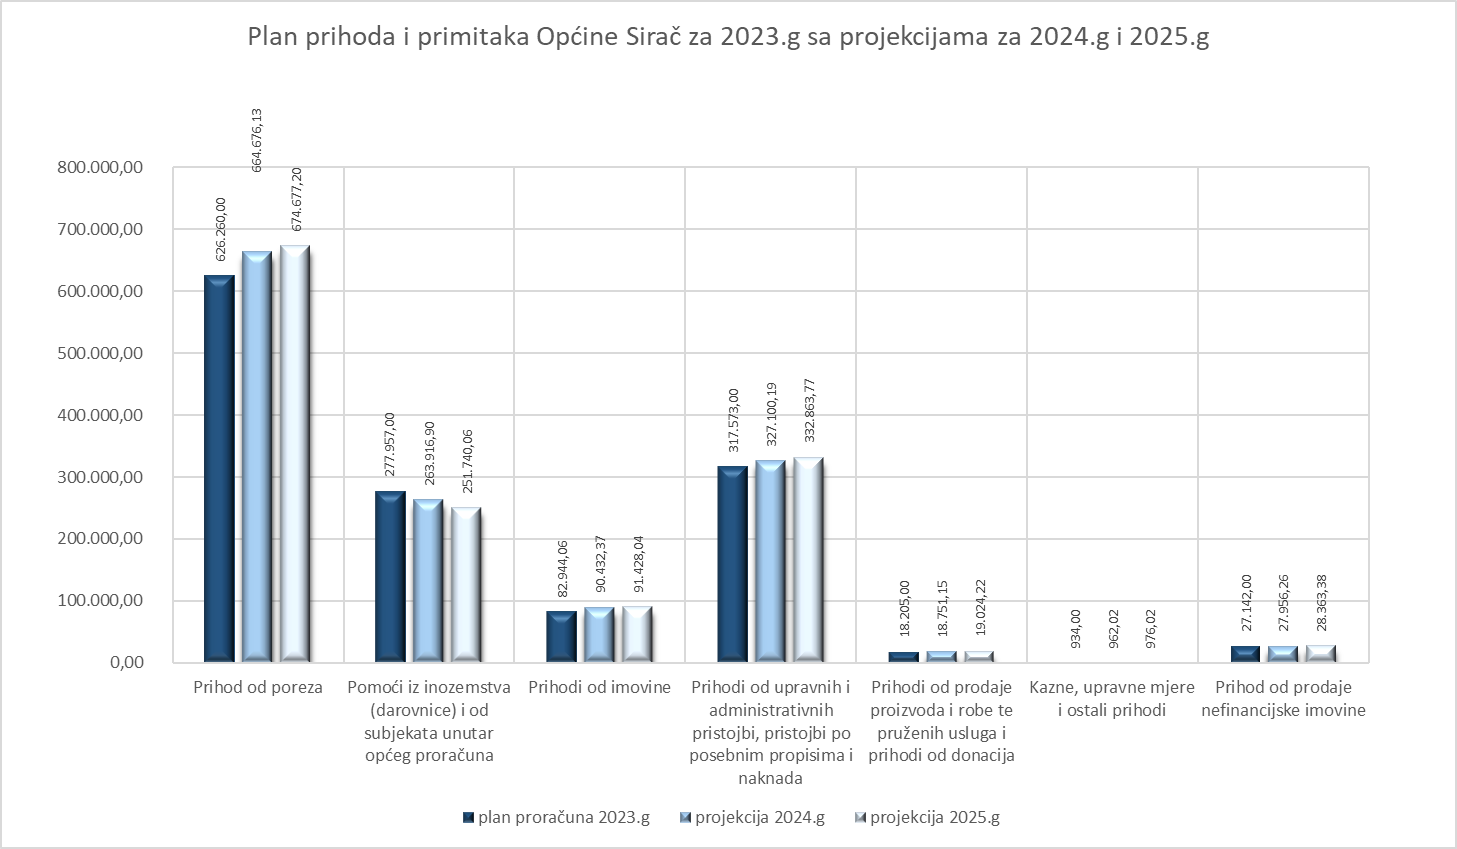 Plan prihoda i primitaka Općine Sirač za 2023.g sa projekcijama za 2024.g i 2025.g
800.000,00
700.000,00
600.000,00
500.000,00
400.000,00
300.000,00
200.000,00
100.000,00
0,00
626.260,00
664.676,13
674.677,20
277.957,00
263.916,90
251.740,06
82.944,06
90.432,37
91.428,04
317.573,00
327.100,19
332.863,77
18.205,00
18.751,15
19.024,22
934,00
962,02
976,02
27.142,00
27.956,26
28.363,38
Prihod od poreza
Pomoći iz inozemstva
(darovnice) i od
subjekata unutar
općeg proračuna
Prihodi od imovine
Prihodi od upravnih i
administrativnih
pristojbi, pristojbi po
posebnim propisima i
naknada
Prihodi od prodaje
proizvoda i robe te
pruženih usluga i
prihodi od donacija
Kazne, upravne mjere
i ostali prihodi
Prihod od prodaje
nefinancijske imovine
plan proračuna 2023.g
projekcija 2024.g
projekcija 2025.g